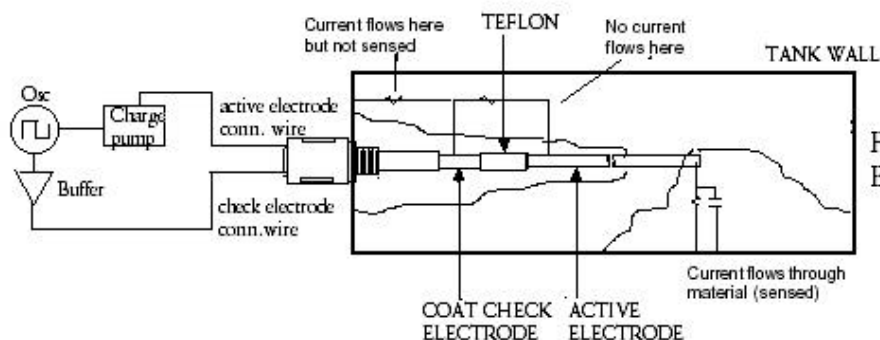 Current flows here
but not sensed
TEFLON
No current
flows here
TANK WALL
Osc
Charge
pump
active electrode
conn. wire
Buffer
check electrode
conn.wire
COAT CHECK
ELECTRODE
ACTIVE
ELECTRODE
Current flows through
material (sensed)